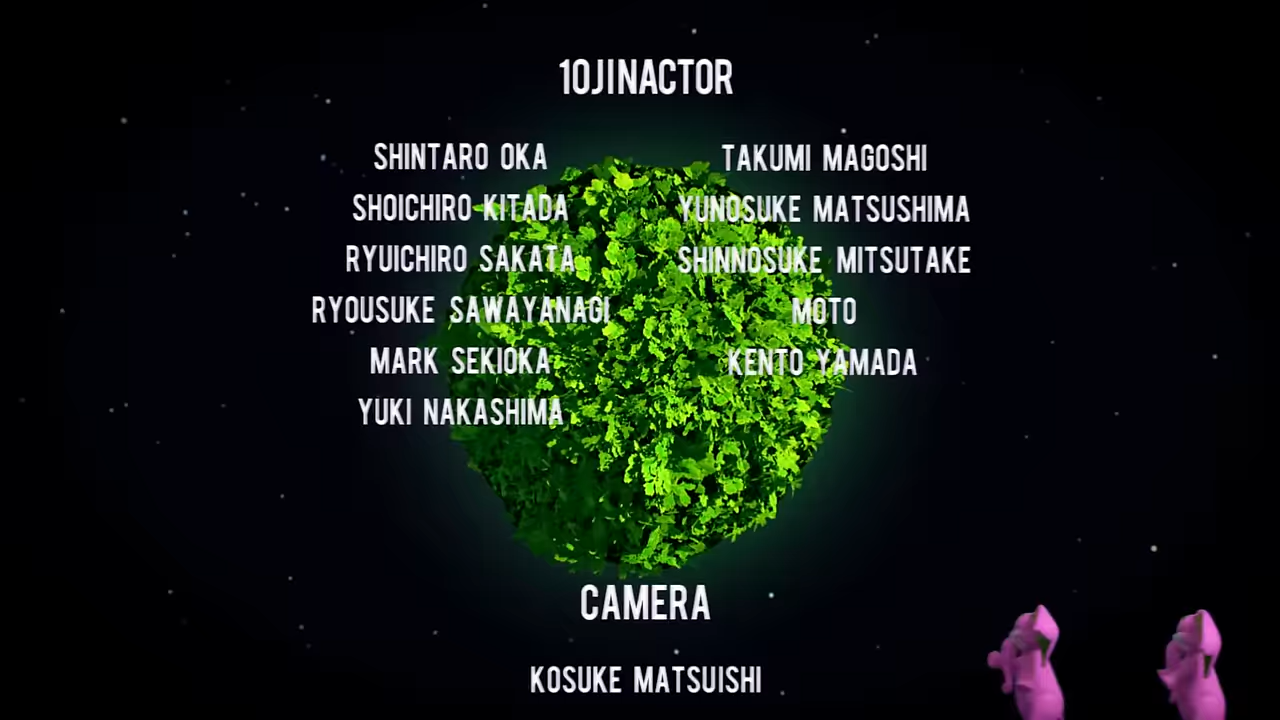 10JINACTOR
SHINTARO OKA
SHOICHIRO KITADA
RYUICHIRO SAKATA
RYOUSUKE SAWAYANAGI
MARK SEKIOKA
YUKI NAKASHIMA
TAKUMI MAGOSHI
YUNOSUKE MATSUSHIMA
SHINNOSUKE MITSUTAKE
MOTO
KENTO YAMADA
CAMERA
KOSUKE MATSUISHI